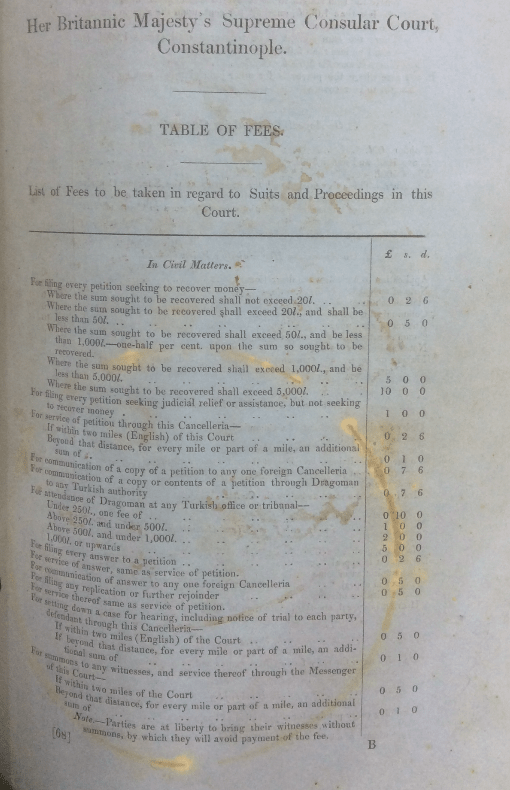 Her Britannic Majesty's Supreme Consular Court,
Constantinople.
TABLE OF FEES.
List of Fees to be taken in regard to Suits and Proceedings in this
Court.
In Civil Matters. £ s. d.
For filing every petition seeking to recover money—
Where the sum sought to be recovered shall not exceed 20l. .. .. 0 2 6
Where the sum sought to be recovered shall exceed 20l., and shall be
less than 50l. .. .. .. .. .. .. 0 5 0
Where the sum sought to be recovered shall exceed 50l., and be less
than 1,000l.—one-half per cent. upon the sum so sought to be
recovered.
Where the sum sought to be recovered shall exceed 1,000l., and be
less than 5,000l. .. .. .. .. .. 5 0 0
Where the sum sought to be recovered shall exceed 5,000l. .. 10 0 0
For filing every petition seeking judicial relief or assistance, but not seeking
to recover money .. .. .. .. .. 1 0 0
For service of petition through this Cancelleria—
If within two miles (English) of this Court .. .. .. 0 2 6
Beyond that distance, for every mile or part of a mile, an additional
sum of .. .. .. .. .. .. 0 1 0
For communication of a copy of a petition to any one foreign Cancelleria .. 0 7 6
For communication of a copy or contents of a petition through Dragoman
to any Turkish authority .. .. .. .. 0 7 6
For attendance of Dragoman at any Turkish office or tribunal—
Under 250l., one fee of .. .. .. .. .. 0 10 0
Above 250l. and under 500l. .. .. .. .. 1 0 0
Above 500l. and under 1,000l. .. .. .. .. 2 0 0
1,000l. or upwards .. .. .. .. .. 5 0 0
For filing every answer to a petition .. .. .. .. 0 2 6
For service of answer, same as service of petition.
For communication of answer to any one foreign Cancelleria .. .. 0 5 0
For filing any replication or further rejoinder .. .. .. 0 5 0
For service thereof same as service of petition.
For setting down a case for hearing, including notice of trial to each party,
defendant through this Cancelleria—
If within two miles (English) of the Court .. .. .. 0 5 0
If beyond that distance, for every mile or part of a mile, an addi-
tional sum of .. .. .. .. .. 0 1 0
For summons to any witnesses, and service thereof through the Messenger
of this Court—
If within two miles of the Court .. .. .. .. 0 5 0
Beyond that distance, for every mile or part of a mile, an additional
sum of .. .. .. .. .. .. 0 1 0
Note.—Parties are at liberty to bring their witnesses without
summons, by which they will avoid payment of the fee.
[68] B